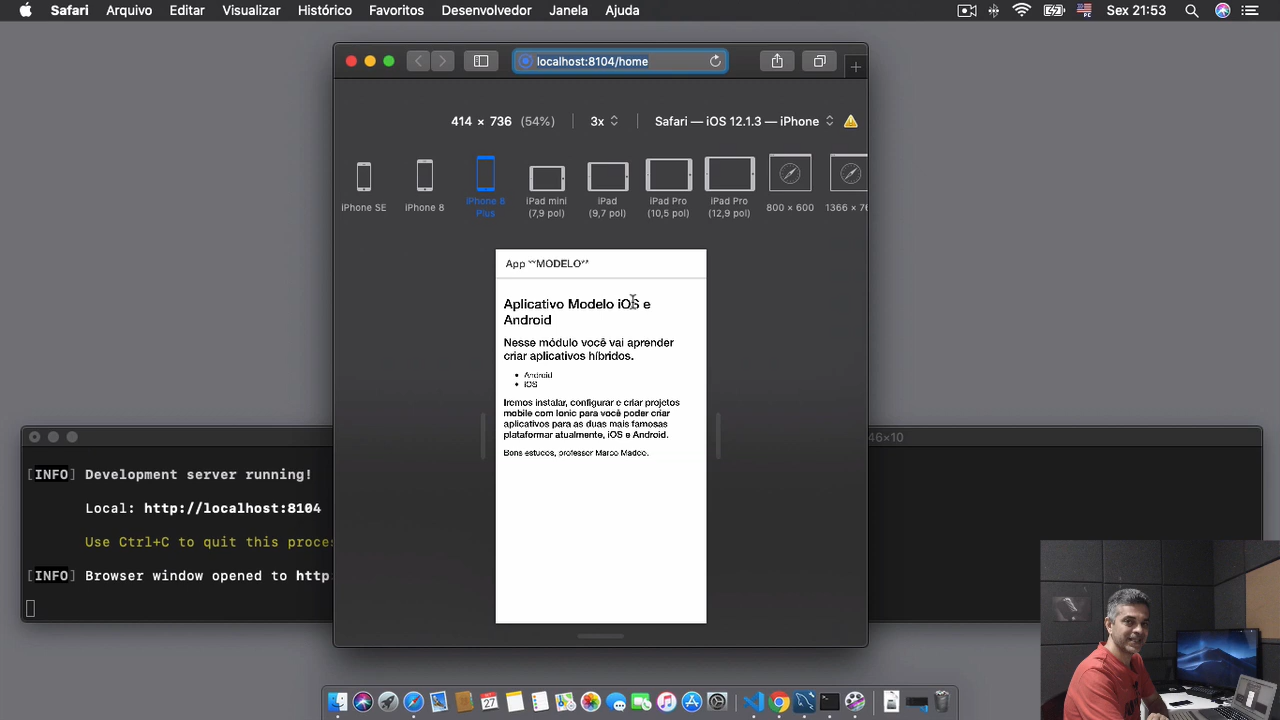 Safari Arquivo Editar Visualizar Histórico Favoritos Desenvolvedor Janela Ajuda Sex 21:53
localhost:8104/home
414 × 736 (54%) 3x Safari — iOS 12.1.3 — iPhone
iPhone SE iPhone 8 iPhone 8 Plus iPad mini (7,9 pol) iPad (9,7 pol) iPad Pro (10,5 pol) iPad Pro (12,9 pol) 800 × 600 1366 × 76
App **MODELO**
Aplicativo Modelo iOS e
Android
Nesse módulo você vai aprender
criar aplicativos híbridos.
• Android
• iOS
Iremos instalar, configurar e criar projetos
mobile com Ionic para você poder criar
aplicativos para as duas mais famosas
plataformar atualmente, iOS e Android.
Bons estudos, professor Marco Maddo.
46×10
[INFO] Development server running!
Local: http://localhost:8104
Use Ctrl+C to quit this proce
[INFO] Browser window opened to http
27